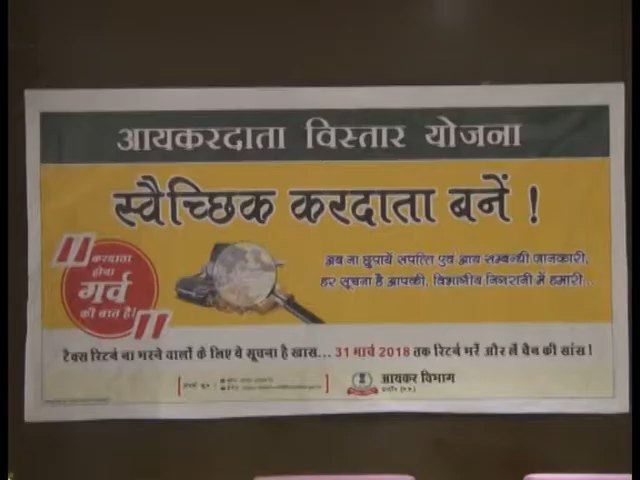 आयकरदाता विस्तार योजना
स्वैच्छिक करदाता बनें !
करदाता
होना
गर्व
की बात है!
अब ना छुपायें सपत्ति एवं आय सम्बन्धी जानकारी,
हर सूचना है आपकी, विभागीय निगरानी में हमारी...
टैक्स रिटर्न ना भरने वालों के लिए ये सूचना है खास... 31 मार्च 2018 तक रिटर्न भरें और लें चैन की सांस!
आयकर विभाग